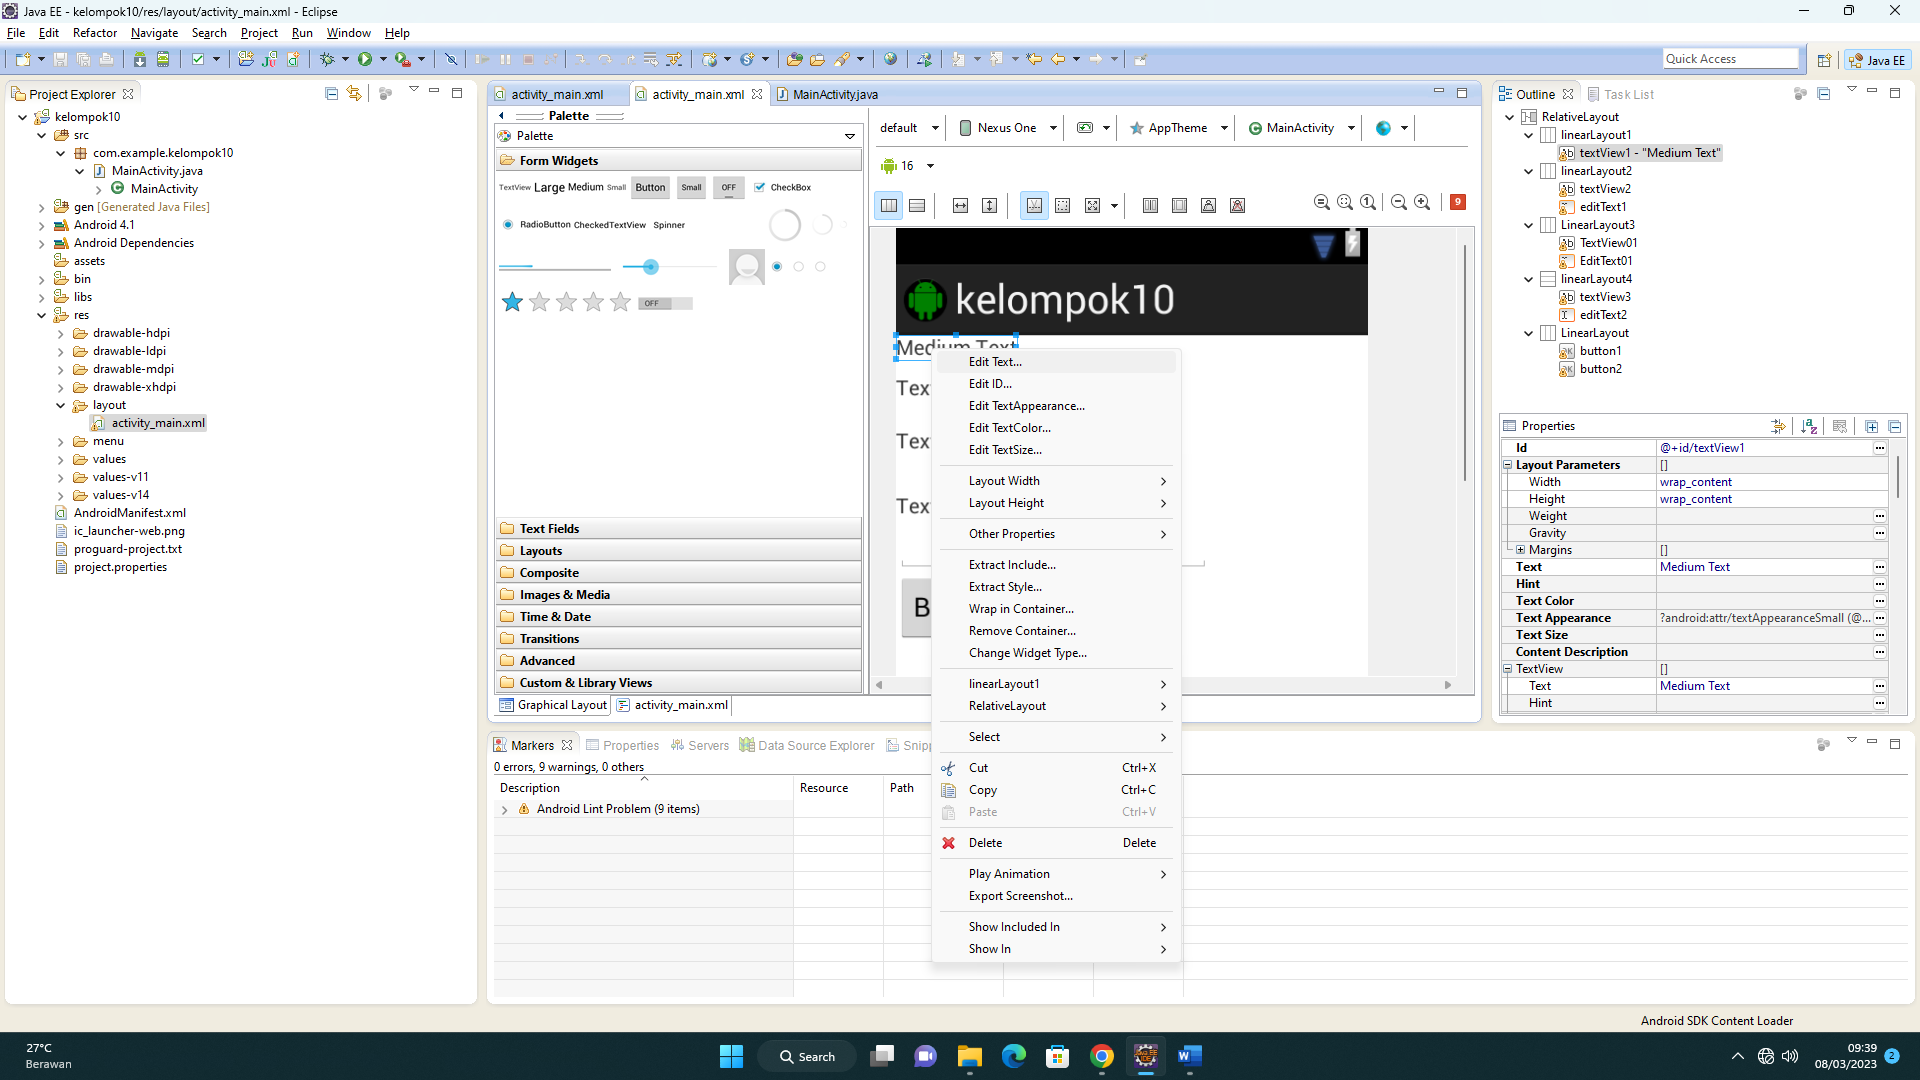 Java EE - kelompok10/res/layout/activity_main.xml - Eclipse
File Edit Refactor Navigate Search Project Run Window Help
Quick Access
Java EE
Project Explorer
kelompok10
src
com.example.kelompok10
MainActivity.java
MainActivity
gen [Generated Java Files]
Android 4.1
Android Dependencies
assets
bin
libs
res
drawable-hdpi
drawable-ldpi
drawable-mdpi
drawable-xhdpi
layout
activity_main.xml
menu
values
values-v11
values-v14
AndroidManifest.xml
ic_launcher-web.png
proguard-project.txt
project.properties
activity_main.xml activity_main.xml MainActivity.java
Palette
Palette
Form Widgets
TextView Large Medium Small Button Small OFF CheckBox
RadioButton CheckedTextView Spinner
OFF
Text Fields
Layouts
Composite
Images & Media
Time & Date
Transitions
Advanced
Custom & Library Views
Graphical Layout activity_main.xml
default Nexus One AppTheme MainActivity
16
9
kelompok10
Medium Text
Tex
Tex
Tex
B
Edit Text...
Edit ID...
Edit TextAppearance...
Edit TextColor...
Edit TextSize...
Layout Width
Layout Height
Other Properties
Extract Include...
Extract Style...
Wrap in Container...
Remove Container...
Change Widget Type...
linearLayout1
RelativeLayout
Select
Cut Ctrl+X
Copy Ctrl+C
Paste Ctrl+V
Delete Delete
Play Animation
Export Screenshot...
Show Included In
Show In
Outline Task List
RelativeLayout
linearLayout1
textView1 - "Medium Text"
linearLayout2
textView2
editText1
LinearLayout3
TextView01
EditText01
linearLayout4
textView3
editText2
LinearLayout
button1
button2
Properties
Id @+id/textView1
Layout Parameters []
Width wrap_content
Height wrap_content
Weight
Gravity
Margins []
Text Medium Text
Hint
Text Color
Text Appearance ?android:attr/textAppearanceSmall (@...
Text Size
Content Description
TextView []
Text Medium Text
Hint
Markers Properties Servers Data Source Explorer Snipp
0 errors, 9 warnings, 0 others
Description Resource Path
Android Lint Problem (9 items)
Android SDK Content Loader
27°C
Berawan
Search
09:39
08/03/2023
2